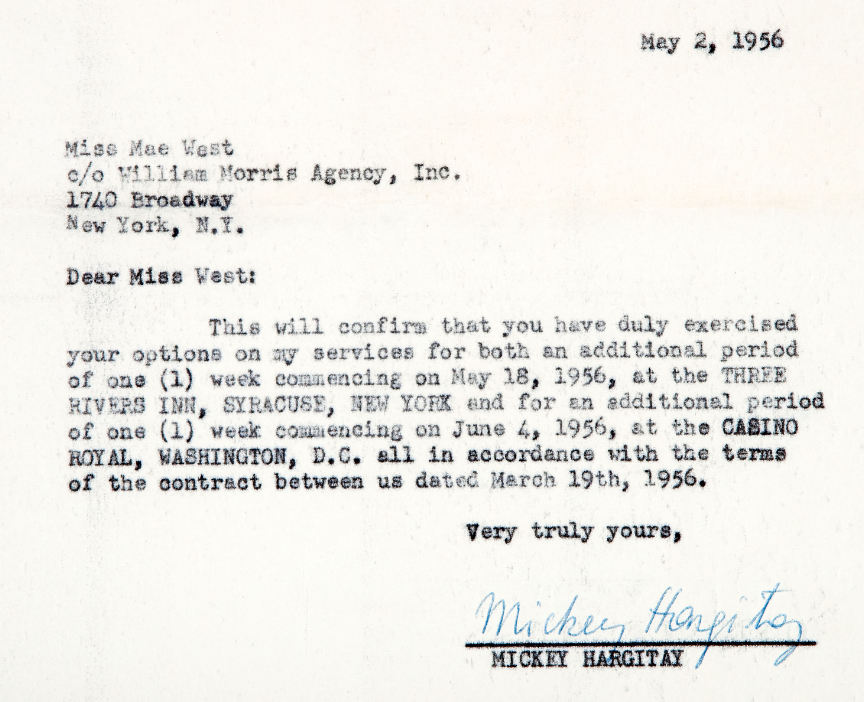 May 2, 1956
Miss Mae West
c/o William Morris Agency, Inc.
1740 Broadway
New York, N.Y.
Dear Miss West:
This will confirm that you have duly exercised
your options on my services for both an additional period
of one (1) week commencing on May 18, 1956, at the THREE
RIVERS INN, SYRACUSE, NEW YORK and for an additional period
of one (1) week commencing on June 4, 1956, at the CASINO
ROYAL, WASHINGTON, D.C. all in accordance with the terms
of the contract between us dated March 19th, 1956.
Very truly yours,
Mickey Hargitay
MICKEY HARGITAY